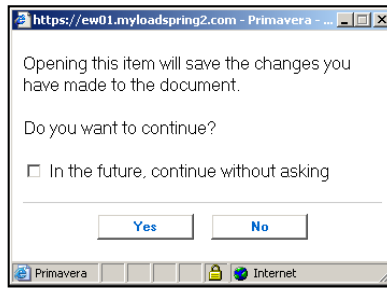 https://ew01.myloadspring2.com - Primavera - ...
Opening this item will save the changes you
have made to the document.
Do you want to continue?
In the future, continue without asking
Yes No
Primavera Internet